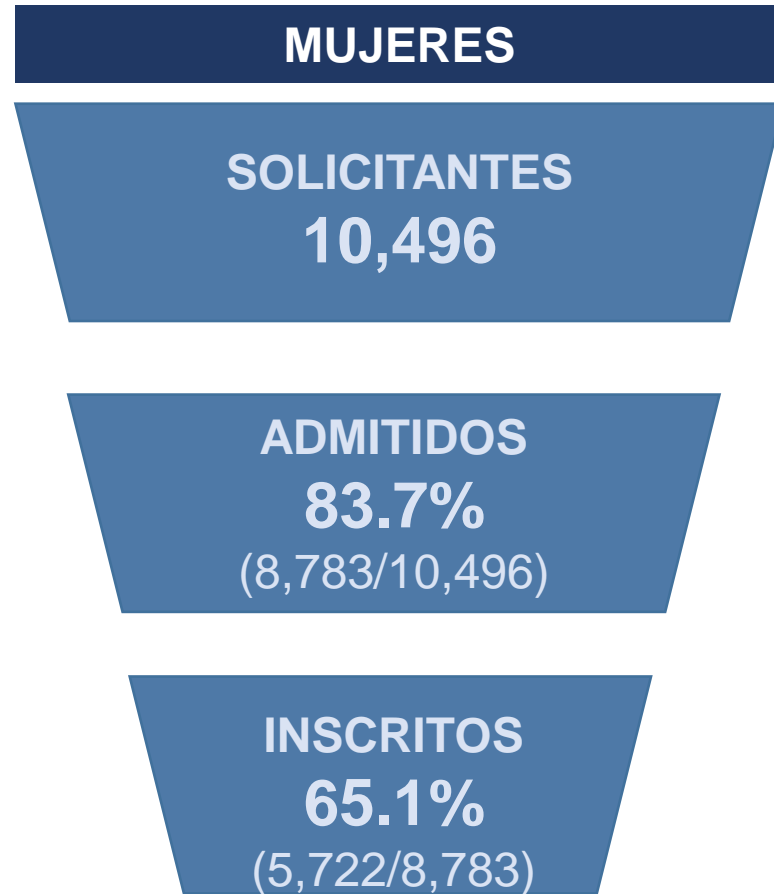 MUJERES
SOLICITANTES
10,496
ADMITIDOS
83.7%
(8,783/10,496)
INSCRITOS
65.1%
(5,722/8,783)